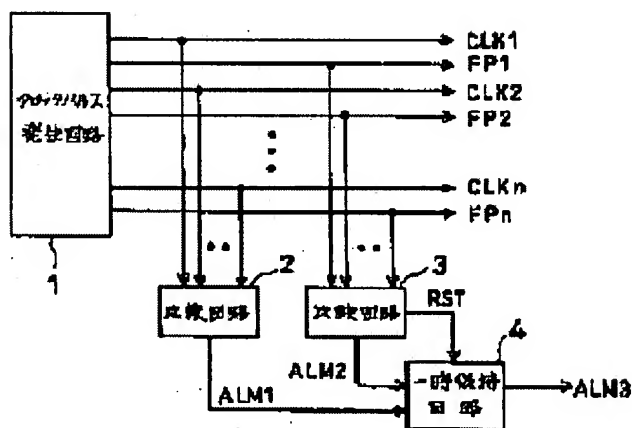 CLK1
FP1
CLK2
FP2
CLKn
FPn
クロックパルス
発生回路
1
2
3
比較回路
比較回路
RST
4
ALM2
一時保持
回路
ALM3
ALM1